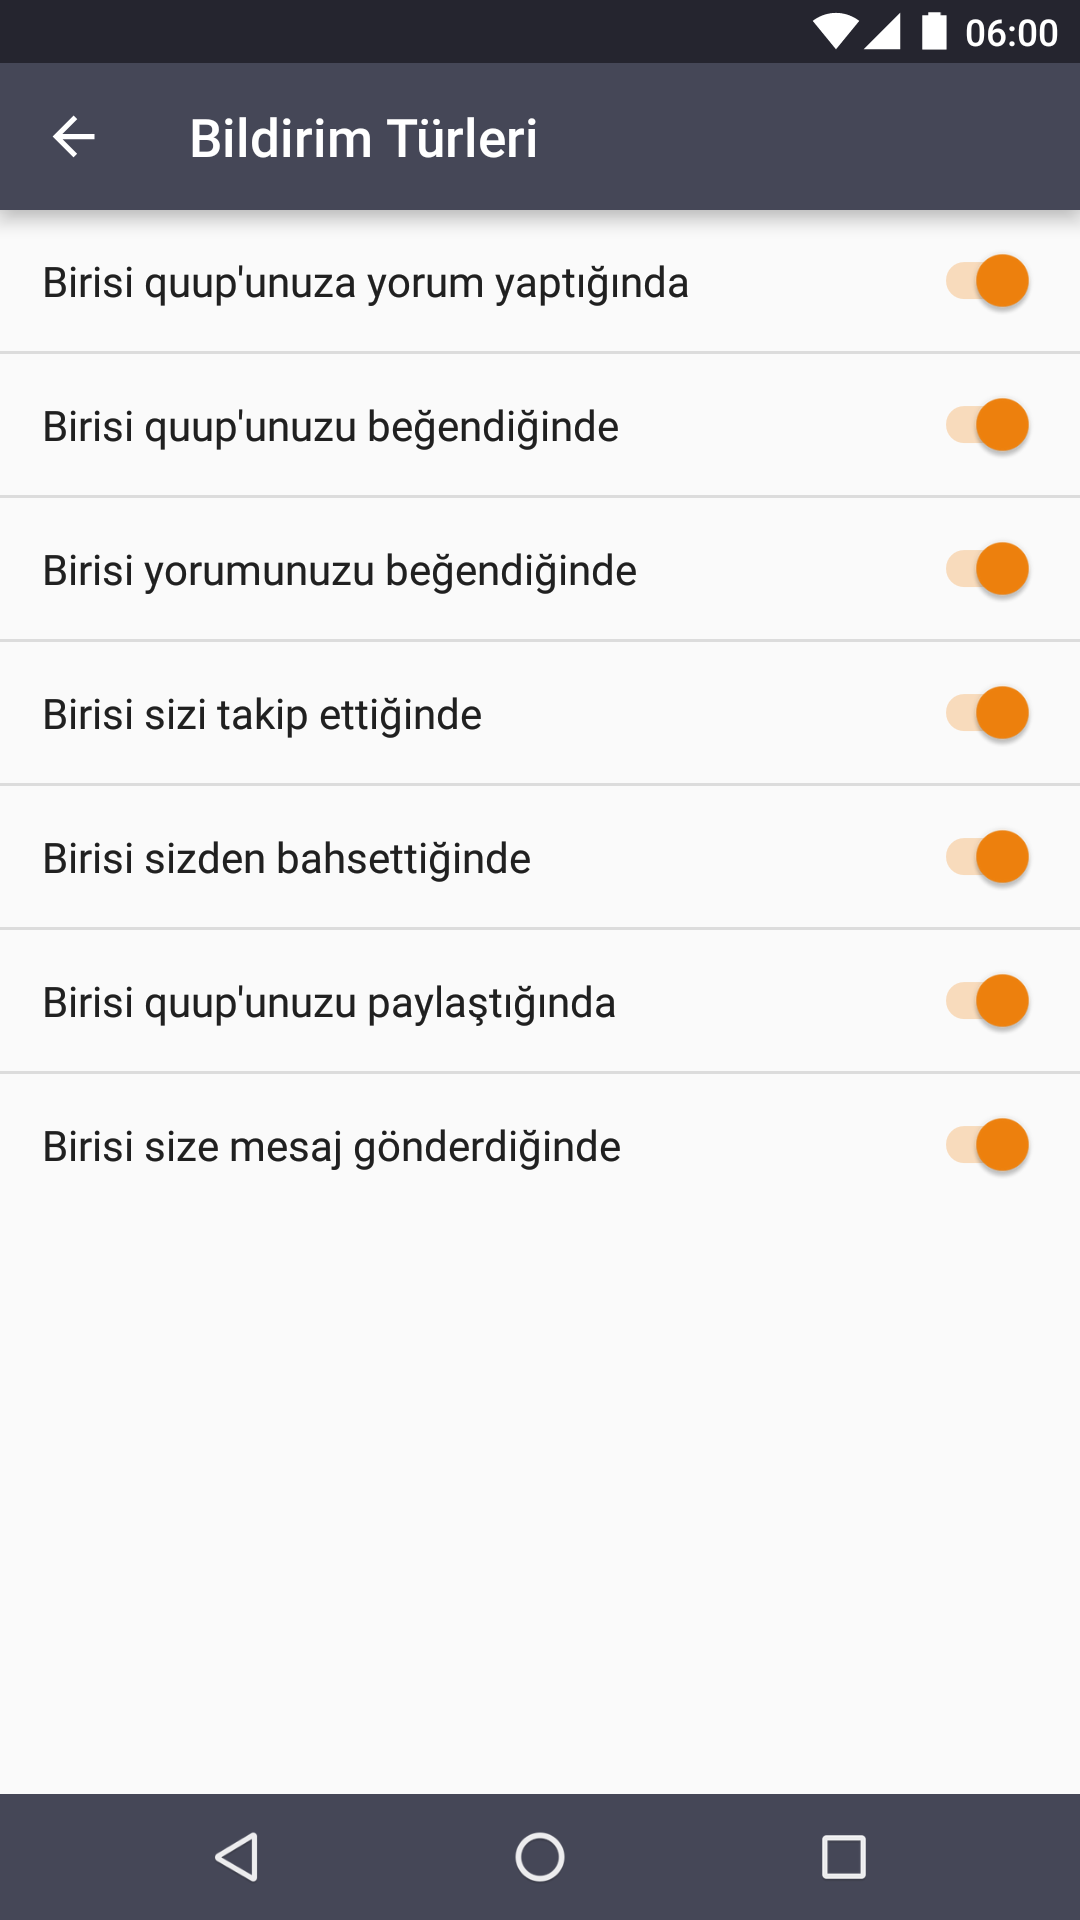 06:00
Bildirim Türleri
Birisi quup'unuza yorum yaptığında
Birisi quup'unuzu beğendiğinde
Birisi yorumunuzu beğendiğinde
Birisi sizi takip ettiğinde
Birisi sizden bahsettiğinde
Birisi quup'unuzu paylaştığında
Birisi size mesaj gönderdiğinde